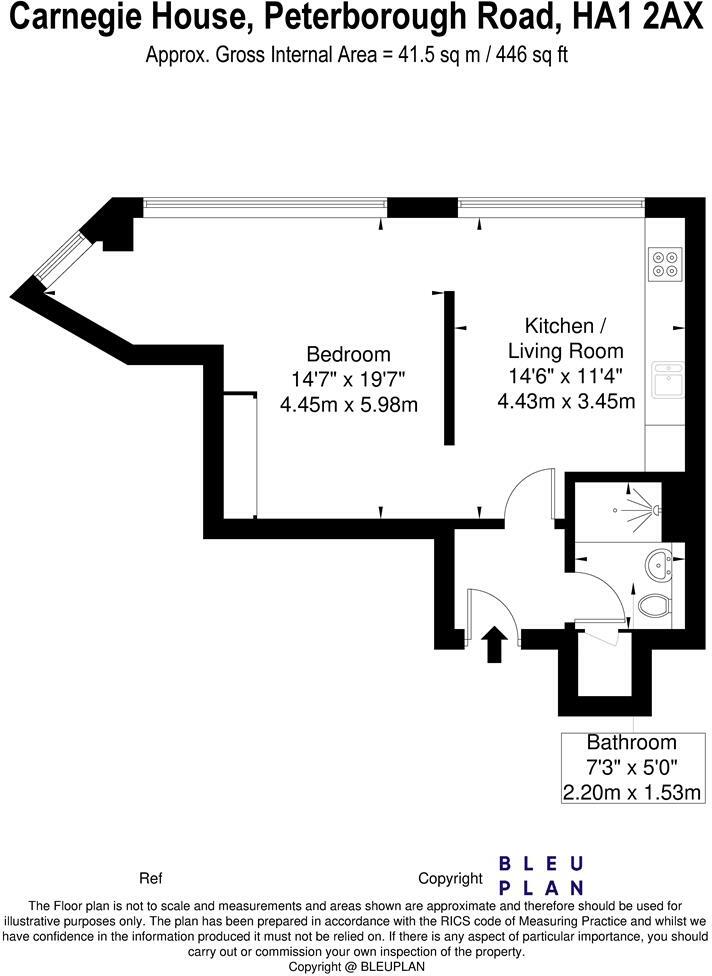 Carnegie House, Peterborough Road, HA1 2AX
Approx. Gross Internal Area = 41.5 sq m / 446 sq ft
Bedroom
14'7" x 19'7"
4.45m x 5.98m
Kitchen /
Living Room
14'6" x 11'4"
4.43m x 3.45m
Bathroom
7'3" x 5'0"
2.20m x 1.53m
Ref
Copyright
BLEU
PLAN
The Floor plan is not to scale and measurements and areas shown are approximate and therefore should be used for
illustrative purposes only. The plan has been prepared in accordance with the RICS code of Measuring Practice and whilst we
have confidence in the information produced it must not be relied on. If there is any aspect of particular importance, you should
carry out or commission your own inspection of the property.
Copyright @ BLEUPLAN